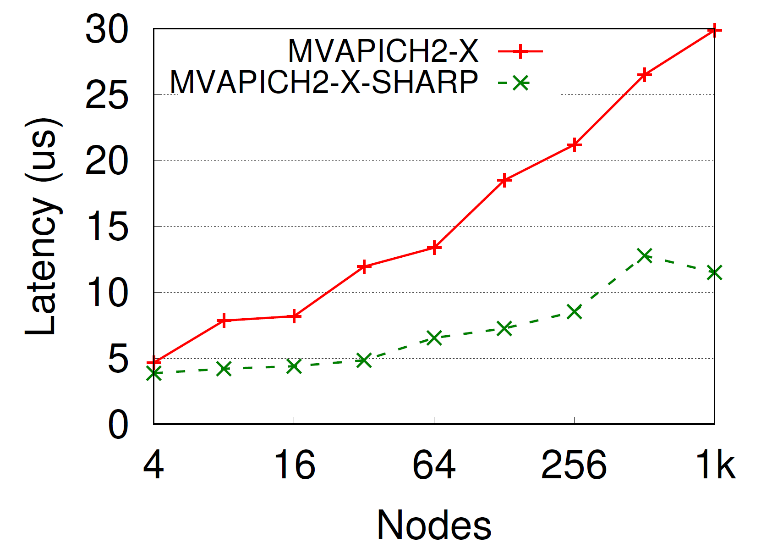 30
MVAPICH2-X
MVAPICH2-X-SHARP
25
20
15
10
5
0
Latency (us)
4 16 64 256 1k
Nodes